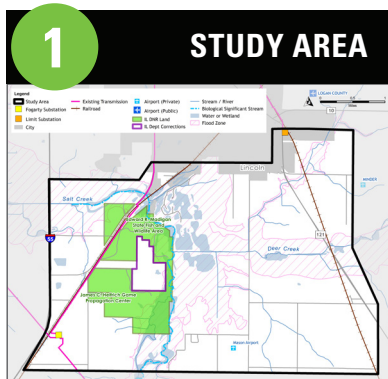 1
STUDY AREA
Legend
Study Area
Fogarty Substation
Limit Substation
City
Existing Transmission
Railroad
Airport (Private)
Airport (Public)
IL DNR Land
IL Dept Corrections
Stream / River
Biological Significant Stream
Water or Wetland
Flood Zone
LOGAN COUNTY
Lincoln
Salt Creek
Edward R. Madigan
State Fish and
Wildlife Area
55
121
Deer Creek
James C Helfrich Game
Propagation Center
Mason Airport